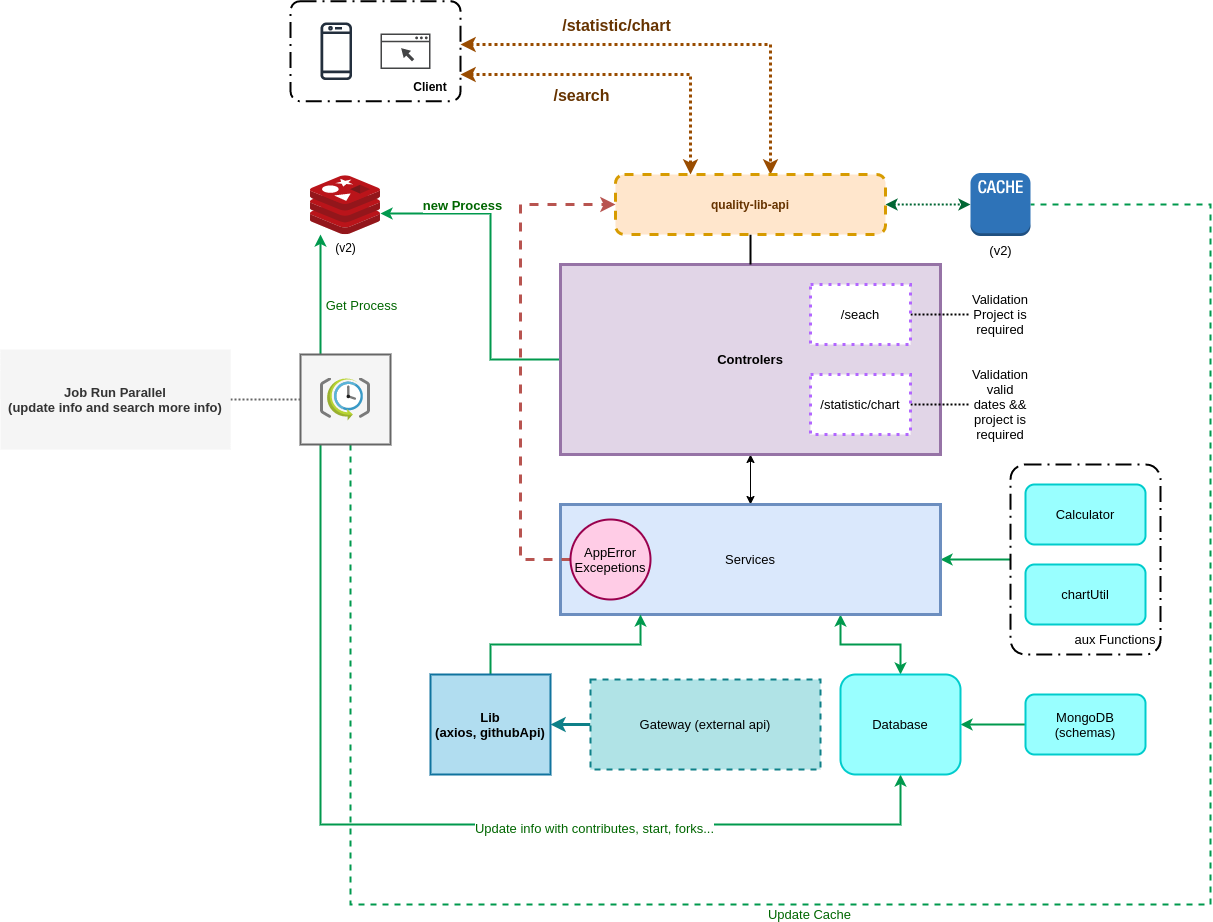 /statistic/chart
Client
/search
new Process
quality-lib-api
CACHE
(v2)
(v2)
Get Process
/seach
Validation
Project is
required
Controlers
/statistic/chart
Validation
valid
dates &&
project is
required
Job Run Parallel
(update info and search more info)
Calculator
AppError
Excepetions
Services
chartUtil
aux Functions
Lib
(axios, githubApi)
Gateway (external api)
Database
MongoDB
(schemas)
Update info with contributes, start, forks...
Update Cache